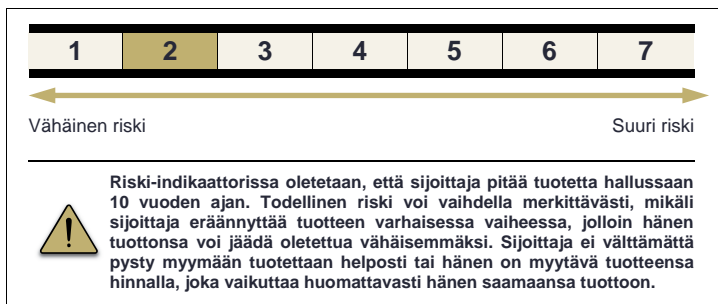 1 2 3 4 5 6 7
Vähäinen riski Suuri riski
Riski-indikaattorissa oletetaan, että sijoittaja pitää tuotetta hallussaan
10 vuoden ajan. Todellinen riski voi vaihdella merkittävästi, mikäli
sijoittaja eräännyttää tuotteen varhaisessa vaiheessa, jolloin hänen
tuottonsa voi jäädä oletettua vähäisemmäksi. Sijoittaja ei välttämättä
pysty myymään tuotettaan helposti tai hänen on myytävä tuotteensa
hinnalla, joka vaikuttaa huomattavasti hänen saamaansa tuottoon.